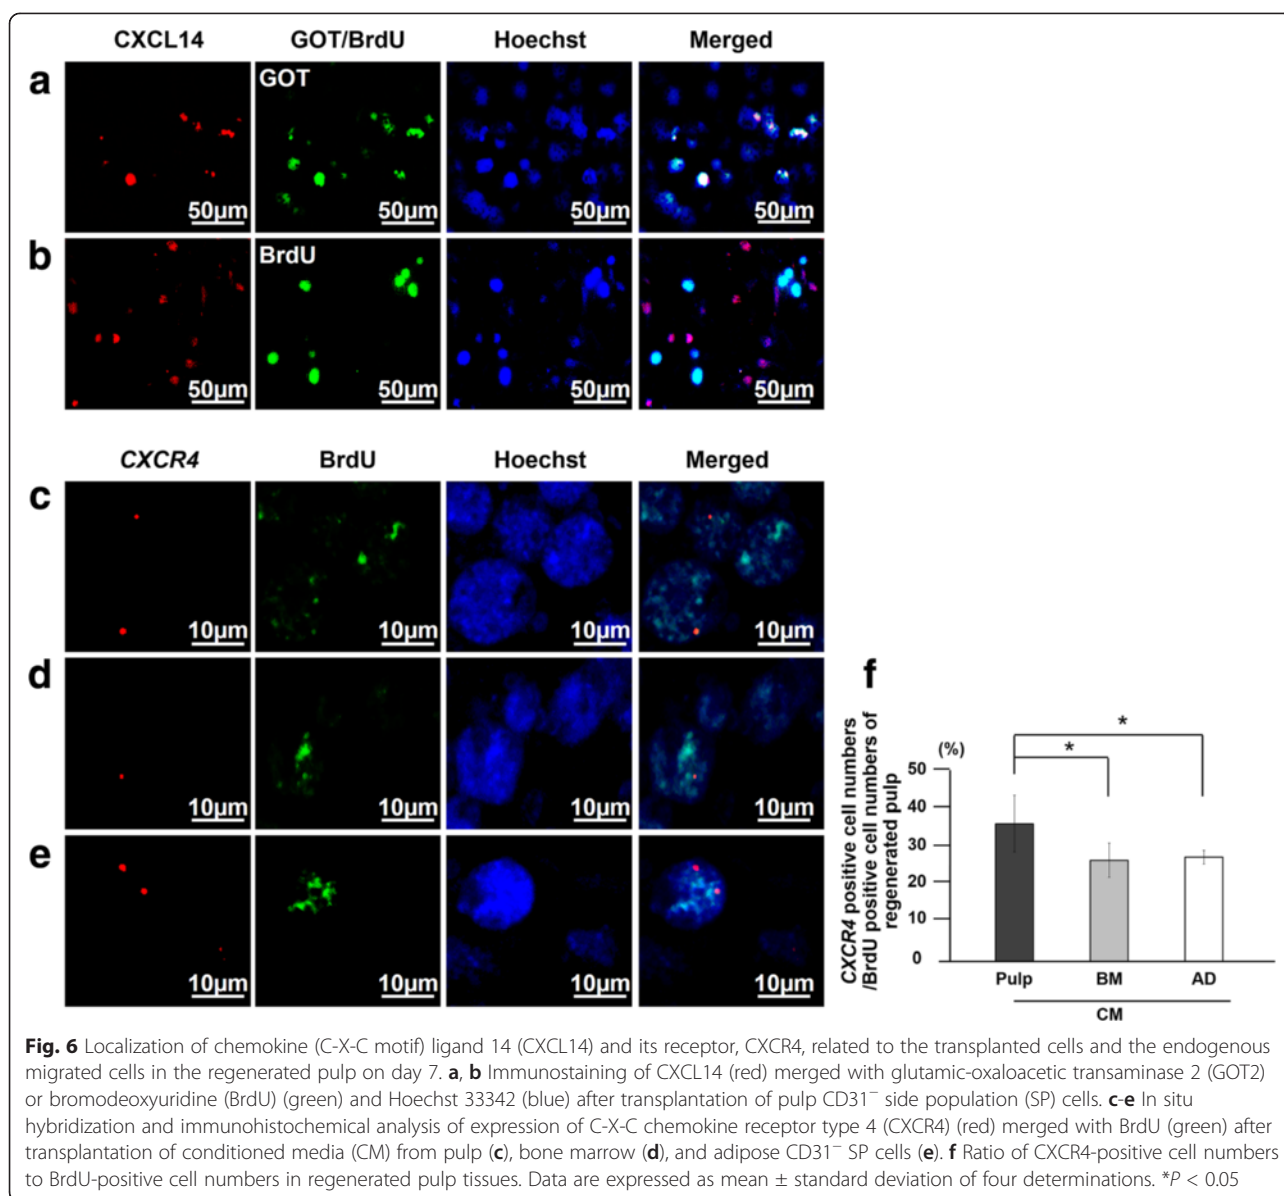 CXCL14 GOT/BrdU Hoechst Merged
a GOT
50µm 50µm 50µm 50µm
b BrdU
50µm 50µm 50µm 50µm
CXCR4 BrdU Hoechst Merged
c
10µm 10µm 10µm 10µm
d
10µm 10µm 10µm 10µm
e
10µm 10µm 10µm 10µm
f
CXCR4 positive cell numbers
/BrdU positive cell numbers of
regenerated pulp
(%)
50
40
30
20
10
0
*
*
Pulp BM AD
CM
Fig. 6 Localization of chemokine (C-X-C motif) ligand 14 (CXCL14) and its receptor, CXCR4, related to the transplanted cells and the endogenous
migrated cells in the regenerated pulp on day 7. a, b Immunostaining of CXCL14 (red) merged with glutamic-oxaloacetic transaminase 2 (GOT2)
or bromodeoxyuridine (BrdU) (green) and Hoechst 33342 (blue) after transplantation of pulp CD31⁻ side population (SP) cells. c-e In situ
hybridization and immunohistochemical analysis of expression of C-X-C chemokine receptor type 4 (CXCR4) (red) merged with BrdU (green) after
transplantation of conditioned media (CM) from pulp (c), bone marrow (d), and adipose CD31⁻ SP cells (e). f Ratio of CXCR4-positive cell numbers
to BrdU-positive cell numbers in regenerated pulp tissues. Data are expressed as mean ± standard deviation of four determinations. *P < 0.05